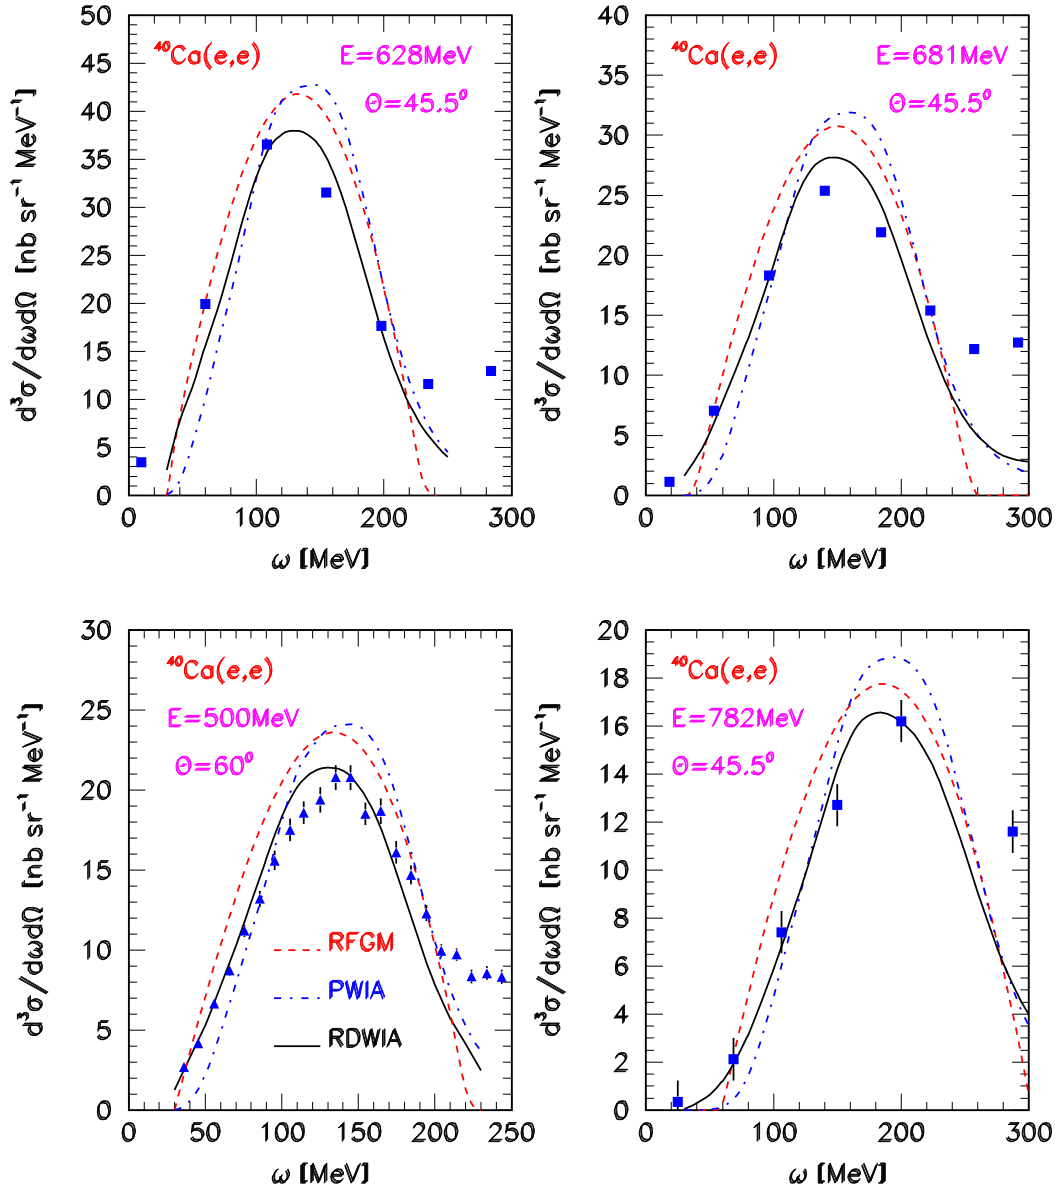 50
45
40
35
30
25
20
15
10
5
0
0 100 200 300
ω [MeV]
d³σ/dωdΩ [nb sr⁻¹ MeV⁻¹]
⁴⁰Ca(e,e) E=628MeV
Θ=45.5⁰
40
35
30
25
20
15
10
5
0
0 100 200 300
ω [MeV]
d³σ/dωdΩ [nb sr⁻¹ MeV⁻¹]
⁴⁰Ca(e,e) E=681MeV
Θ=45.5⁰
30
25
20
15
10
5
0
0 50 100 150 200 250
ω [MeV]
d³σ/dωdΩ [nb sr⁻¹ MeV⁻¹]
⁴⁰Ca(e,e)
E=500MeV
Θ=60⁰
RFGM
PWIA
RDWIA
20
18
16
14
12
10
8
6
4
2
0
0 100 200 300
ω [MeV]
d³σ/dωdΩ [nb sr⁻¹ MeV⁻¹]
⁴⁰Ca(e,e)
E=782MeV
Θ=45.5⁰